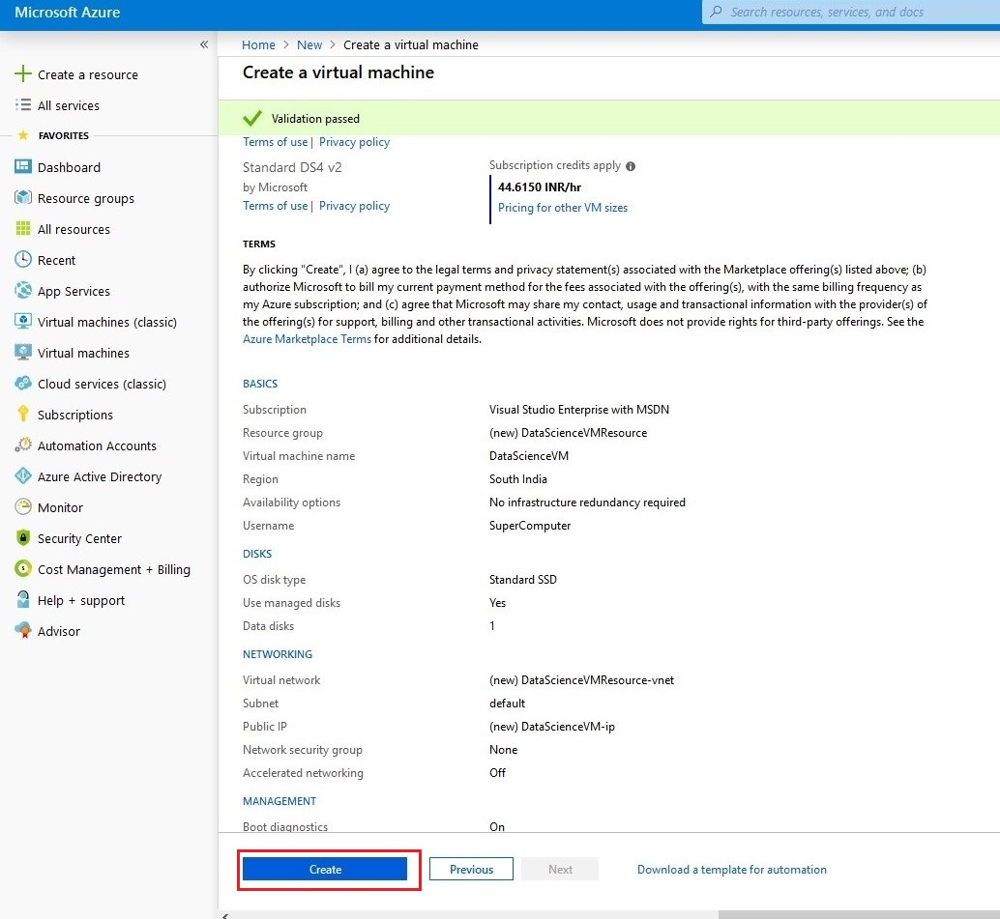 Microsoft Azure
Search resources, services, and docs
«
Create a resource
All services
FAVORITES
Dashboard
Resource groups
All resources
Recent
App Services
Virtual machines (classic)
Virtual machines
Cloud services (classic)
Subscriptions
Automation Accounts
Azure Active Directory
Monitor
Security Center
Cost Management + Billing
Help + support
Advisor
Home > New > Create a virtual machine
Create a virtual machine
Validation passed
Terms of use | Privacy policy
Standard DS4 v2
by Microsoft
Terms of use | Privacy policy
Subscription credits apply
44.6150 INR/hr
Pricing for other VM sizes
TERMS
By clicking "Create", I (a) agree to the legal terms and privacy statement(s) associated with the Marketplace offering(s) listed above; (b)
authorize Microsoft to bill my current payment method for the fees associated with the offering(s), with the same billing frequency as
my Azure subscription; and (c) agree that Microsoft may share my contact, usage and transactional information with the provider(s) of
the offering(s) for support, billing and other transactional activities. Microsoft does not provide rights for third-party offerings. See the
Azure Marketplace Terms for additional details.
BASICS
Subscription Visual Studio Enterprise with MSDN
Resource group (new) DataScienceVMResource
Virtual machine name DataScienceVM
Region South India
Availability options No infrastructure redundancy required
Username SuperComputer
DISKS
OS disk type Standard SSD
Use managed disks Yes
Data disks 1
NETWORKING
Virtual network (new) DataScienceVMResource-vnet
Subnet default
Public IP (new) DataScienceVM-ip
Network security group None
Accelerated networking Off
MANAGEMENT
Boot diagnostics On
Create Previous Next Download a template for automation